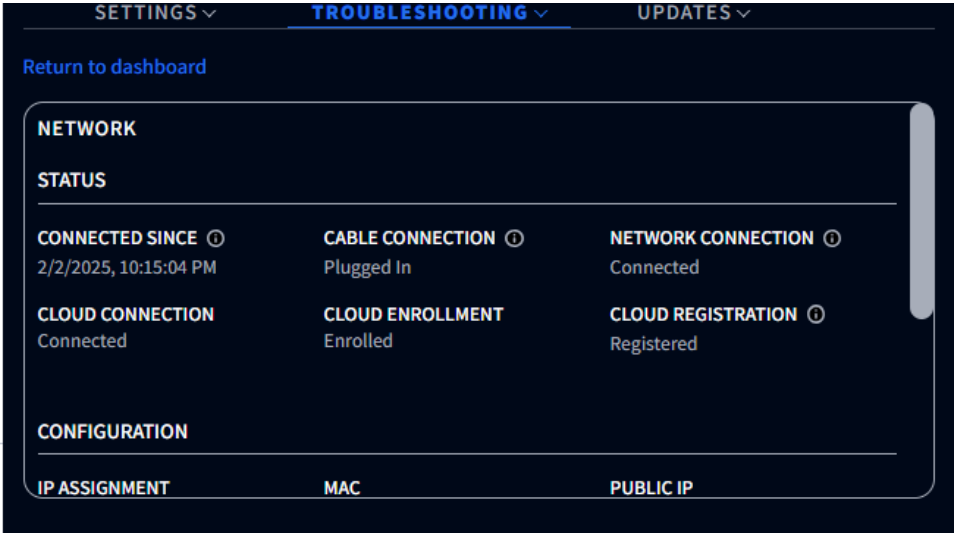 SETTINGS TROUBLESHOOTING UPDATES
Return to dashboard
NETWORK
STATUS
CONNECTED SINCE CABLE CONNECTION NETWORK CONNECTION
2/2/2025, 10:15:04 PM Plugged In Connected
CLOUD CONNECTION CLOUD ENROLLMENT CLOUD REGISTRATION
Connected Enrolled Registered
CONFIGURATION
IP ASSIGNMENT MAC PUBLIC IP